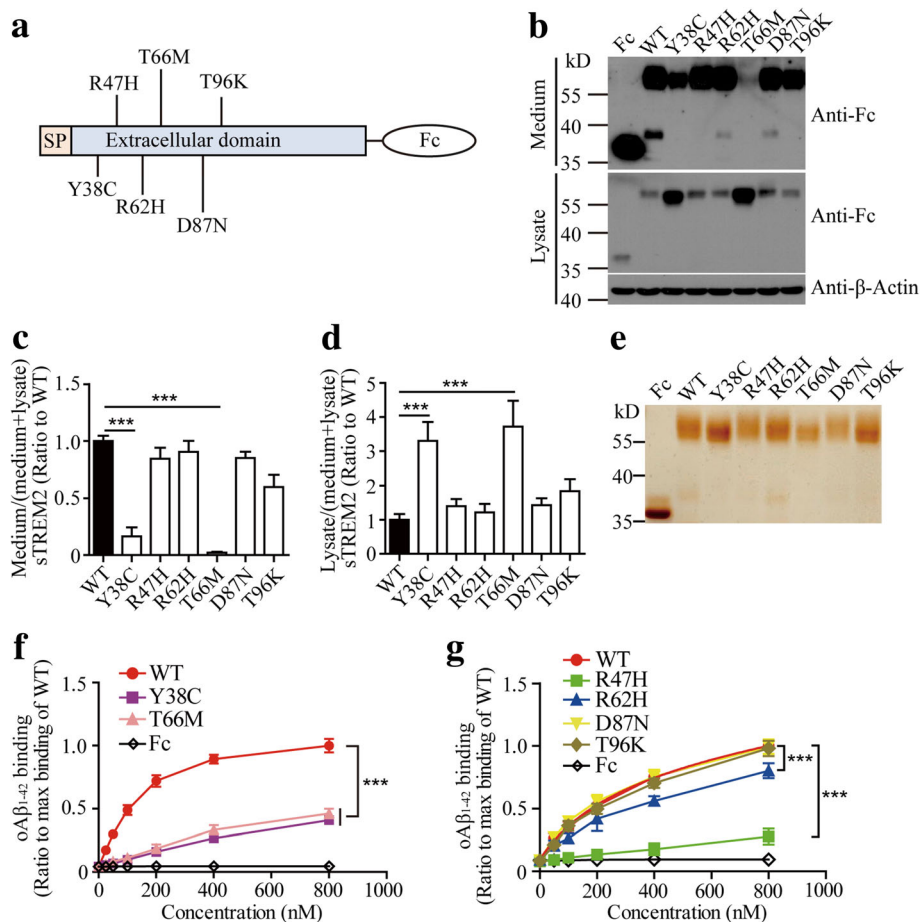 a
T66M
R47H
T96K
SP
Extracellular domain
Fc
Y38C
R62H
D87N
b
Fc
WT
Y38C
R47H
R62H
T66M
D87N
T96K
kD
55
40
35
Medium
Anti-Fc
55
40
35
Lysate
Anti-Fc
40
Anti-β-Actin
c
Medium/(medium+lysate)
sTREM2 (Ratio to WT)
1.5
1.0
0.5
0
***
***
WT
Y38C
R47H
R62H
T66M
D87N
T96K
d
Lysate/(medium+lysate)
sTREM2 (Ratio to WT)
5
4
3
2
1
0
***
***
WT
Y38C
R47H
R62H
T66M
D87N
T96K
e
Fc
WT
Y38C
R47H
R62H
T66M
D87N
T96K
kD
55
40
35
f
WT
Y38C
T66M
Fc
oAβ1-42 binding
(Ratio to max binding of WT)
1.5
1.0
0.5
0
***
0 200 400 600 800 1000
Concentration (nM)
g
WT
R47H
R62H
D87N
T96K
Fc
oAβ1-42 binding
(Ratio to max binding of WT)
1.5
1.0
0.5
0
***
***
0 200 400 600 800 1000
Concentration (nM)